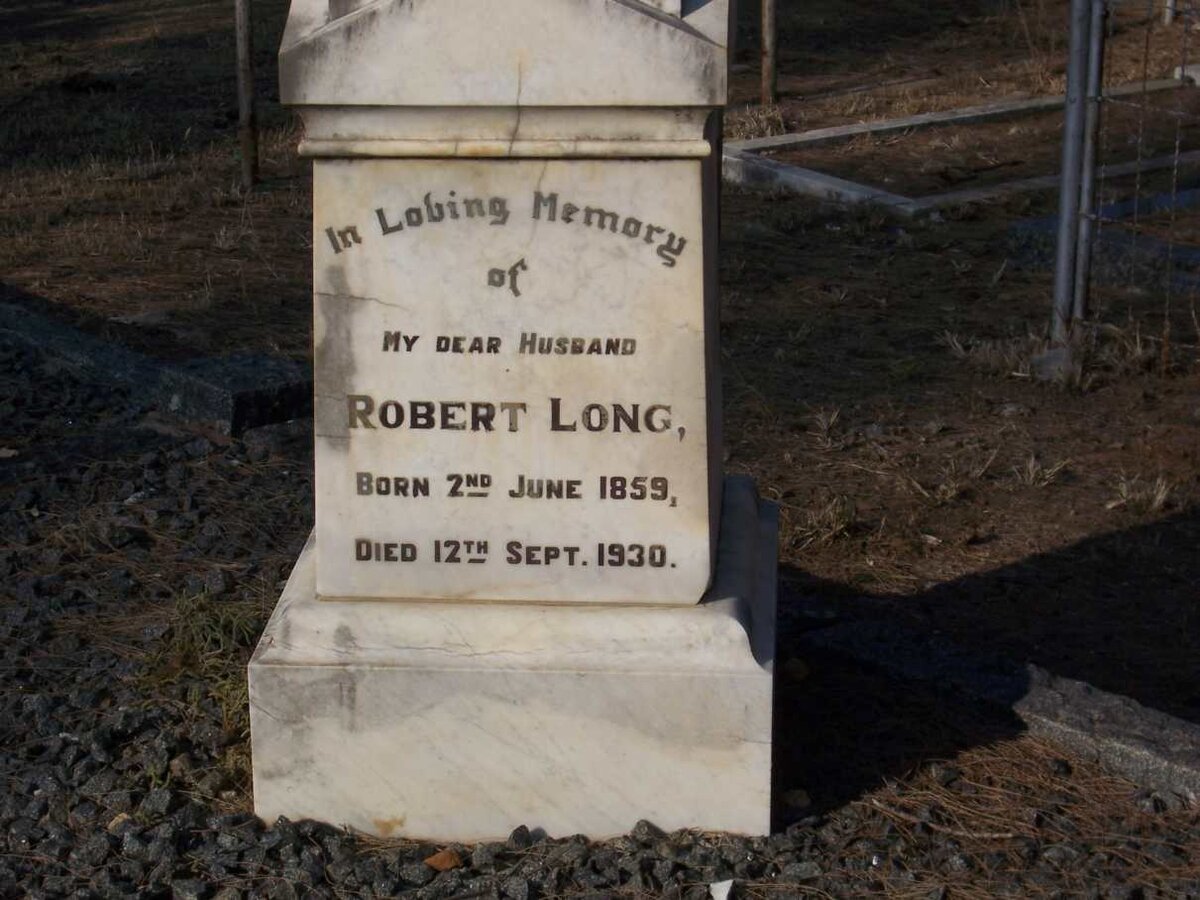 In Loving Memory
of
My dear Husband
Robert Long,
Born 2nd June 1859,
Died 12th Sept. 1930.